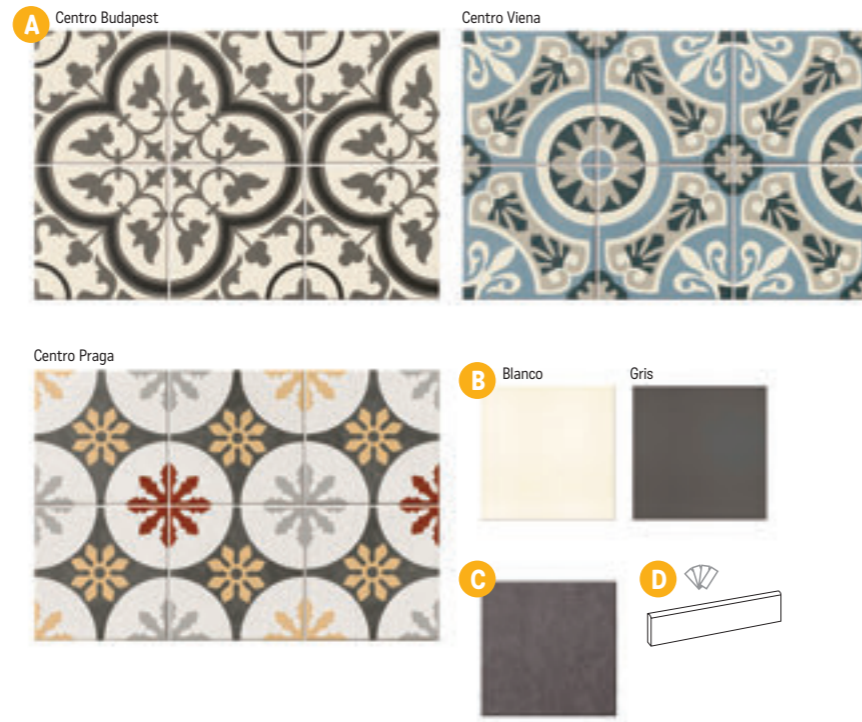 A Centro Budapest
Centro Viena
Centro Praga
B Blanco
Gris
C
D